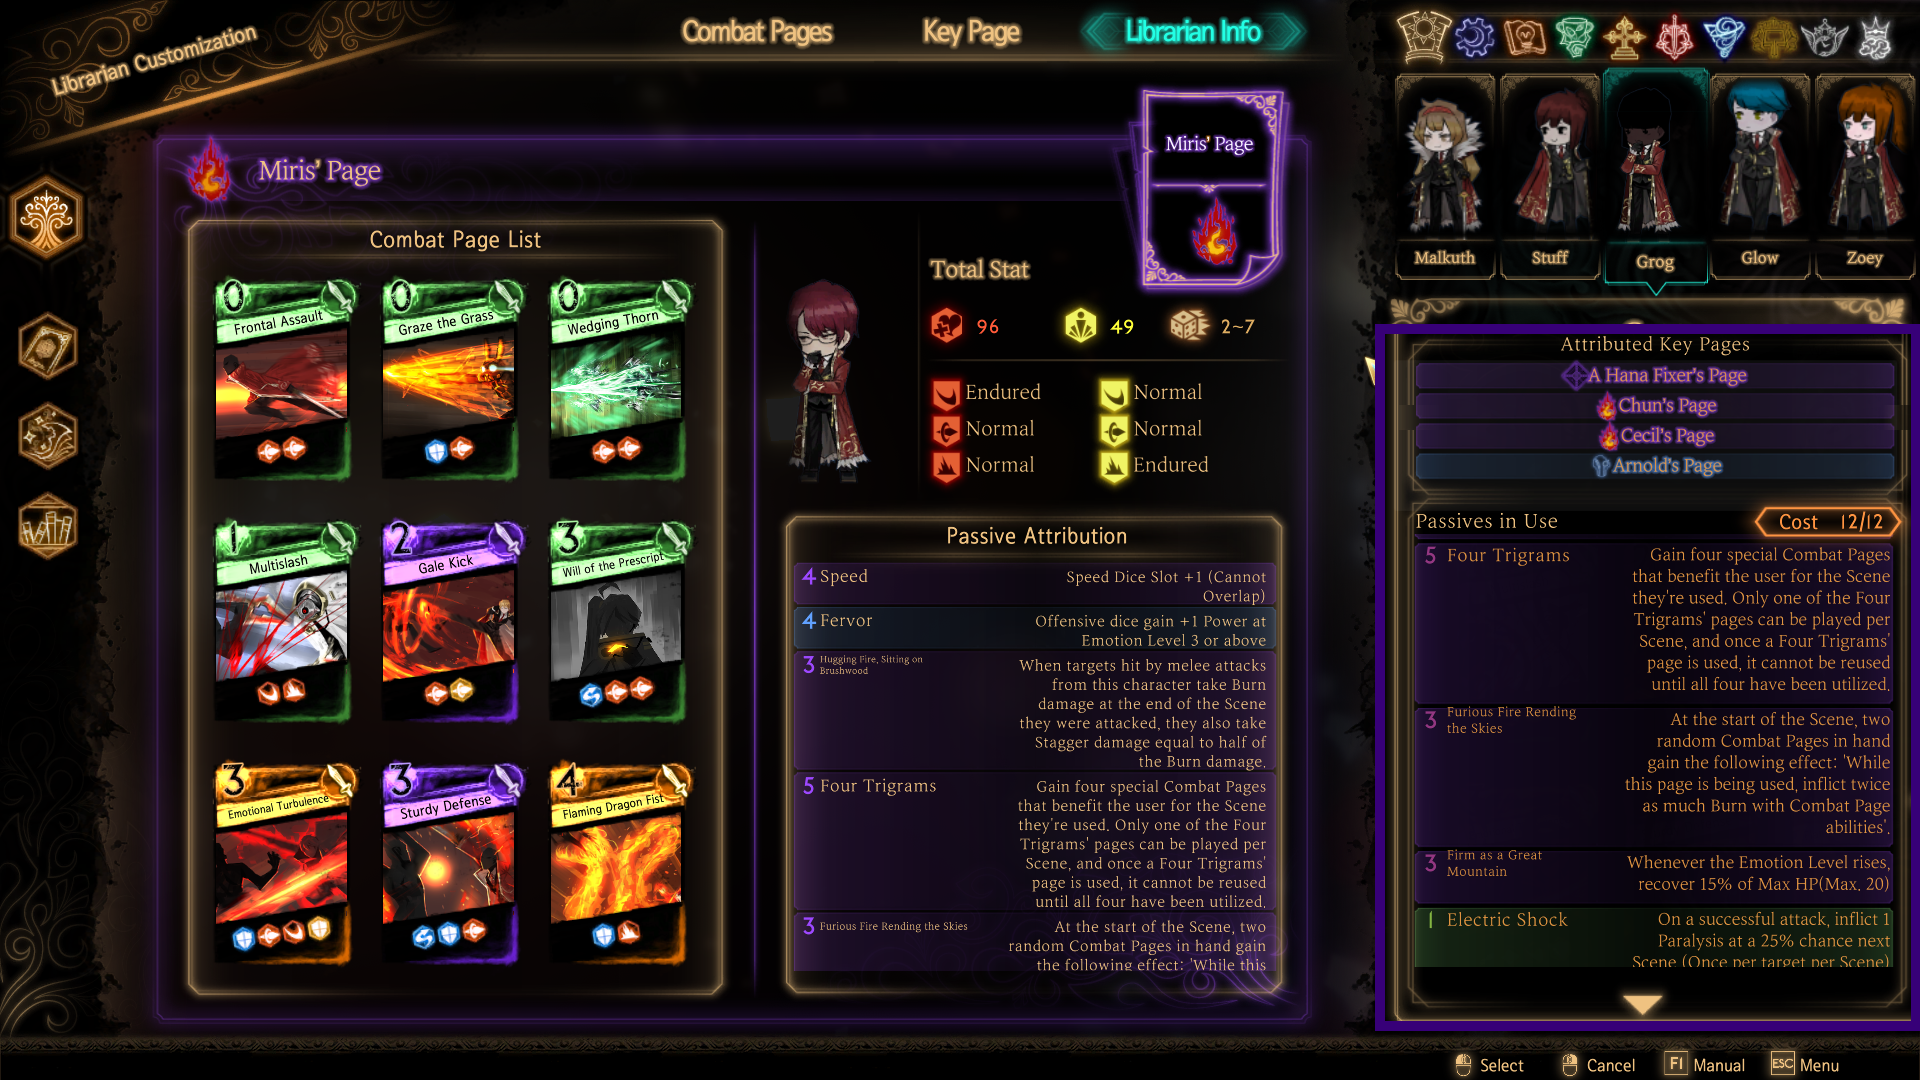 Librarian Customization
Combat Pages
Key Page
Librarian Info
Miris' Page
Miris' Page
Combat Page List
0
Frontal Assault
0
Graze the Grass
0
Wedging Thorn
1
Multislash
2
Gale Kick
3
Will of the Prescript
3
Emotional Turbulence
3
Sturdy Defense
4
Flaming Dragon Fist
Total Stat
96
49
2~7
Endured
Normal
Normal
Normal
Normal
Endured
Passive Attribution
4 Speed
Speed Dice Slot +1 (Cannot
Overlap)
4 Fervor
Offensive dice gain +1 Power at
Emotion Level 3 or above
3 Hugging Fire, Sitting on
Brushwood
When targets hit by melee attacks
from this character take Burn
damage at the end of the Scene
they were attacked, they also take
Stagger damage equal to half of
the Burn damage.
5 Four Trigrams
Gain four special Combat Pages
that benefit the user for the Scene
they're used. Only one of the Four
Trigrams' pages can be played per
Scene, and once a Four Trigrams'
page is used, it cannot be reused
until all four have been utilized.
3 Furious Fire Rending the Skies
At the start of the Scene, two
random Combat Pages in hand gain
the following effect: 'While this
Malkuth
Stuff
Grog
Glow
Zoey
Attributed Key Pages
A Hana Fixer's Page
Chun's Page
Cecil's Page
Arnold's Page
Passives in Use
Cost 12/12
5 Four Trigrams
Gain four special Combat Pages
that benefit the user for the Scene
they're used. Only one of the Four
Trigrams' pages can be played per
Scene, and once a Four Trigrams'
page is used, it cannot be reused
until all four have been utilized.
3 Furious Fire Rending
the Skies
At the start of the Scene, two
random Combat Pages in hand
gain the following effect: 'While
this page is being used, inflict twice
as much Burn with Combat Page
abilities'.
3 Firm as a Great
Mountain
Whenever the Emotion Level rises,
recover 15% of Max HP(Max. 20)
1 Electric Shock
On a successful attack, inflict 1
Paralysis at a 25% chance next
Scene (Once per target per Scene)
Select
Cancel
F1 Manual
ESC Menu